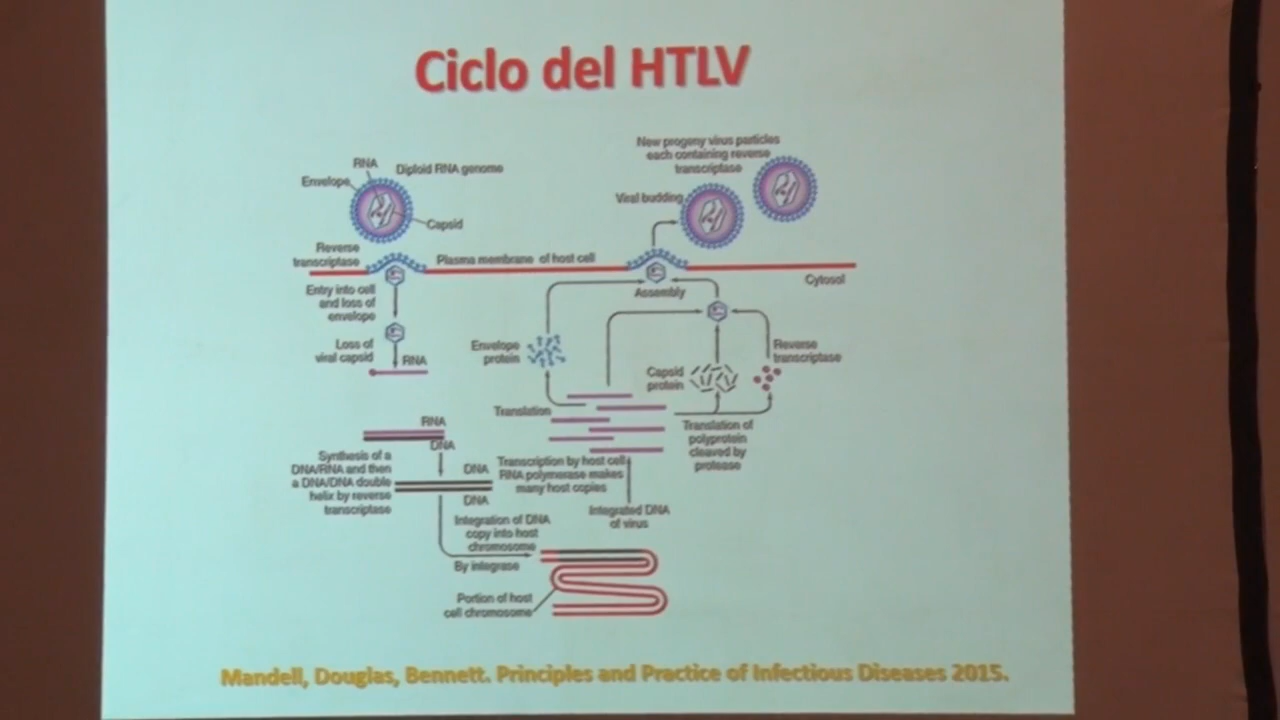 Ciclo del HTLV
RNA
Diploid RNA genome
Envelope
Capsid
New progeny virus particles
each containing reverse
transcriptase
Viral budding
Reverse
transcriptase
Plasma membrane of host cell
Cytosol
Entry into cell
and loss of
envelope
Assembly
Loss of
viral capsid
RNA
Envelope
protein
Capsid
protein
Reverse
transcriptase
Translation
Translation of
polyprotein
cleaved by
protease
RNA
DNA
Synthesis of a
DNA/RNA and then
a DNA/DNA double
helix by reverse
transcriptase
DNA
DNA
Transcription by host cell
RNA polymerase makes
many host copies
Integrated DNA
of virus
Integration of DNA
copy into host
chromosome
By integrase
Portion of host
cell chromosome
Mandell, Douglas, Bennett. Principles and Practice of Infectious Diseases 2015.